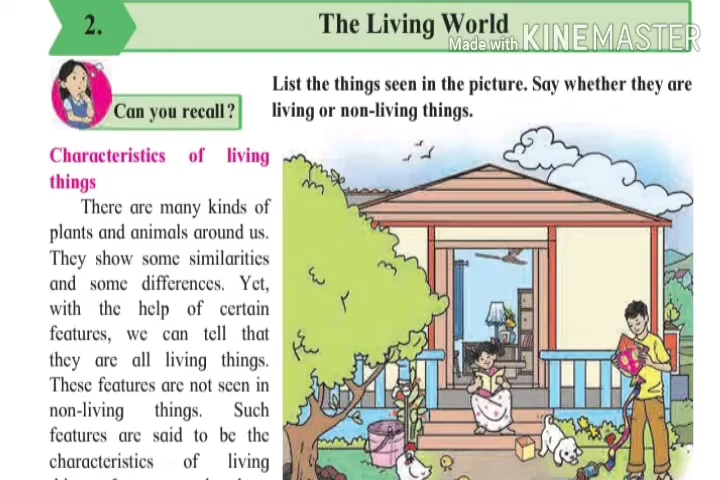 2.
The Living World
Made with KINEMASTER
Can you recall?
List the things seen in the picture. Say whether they are
living or non-living things.
Characteristics of living
things
There are many kinds of
plants and animals around us.
They show some similarities
and some differences. Yet,
with the help of certain
features, we can tell that
they are all living things.
These features are not seen in
non-living things. Such
features are said to be the
characteristics of living